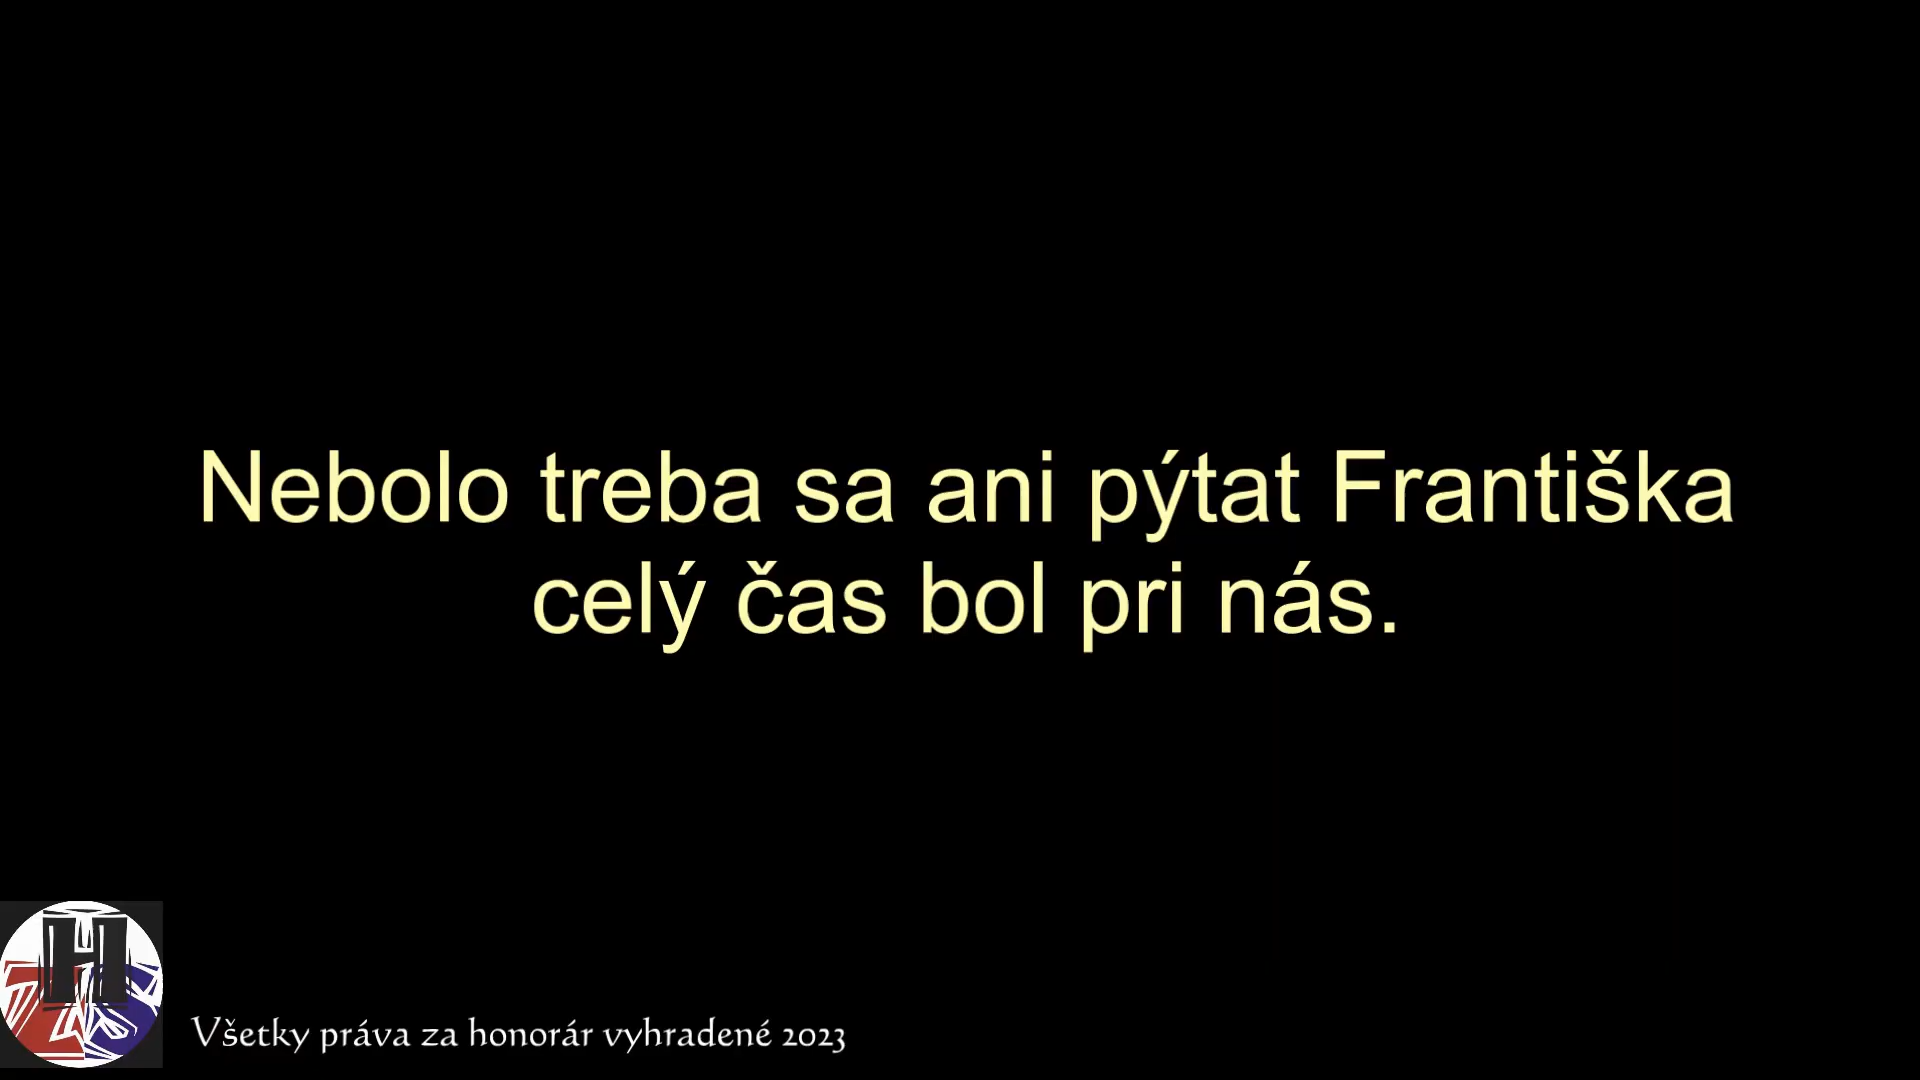 Nebolo treba sa ani pýtat Františka
celý čas bol pri nás.
H
Všetky práva za honorár vyhradené 2023